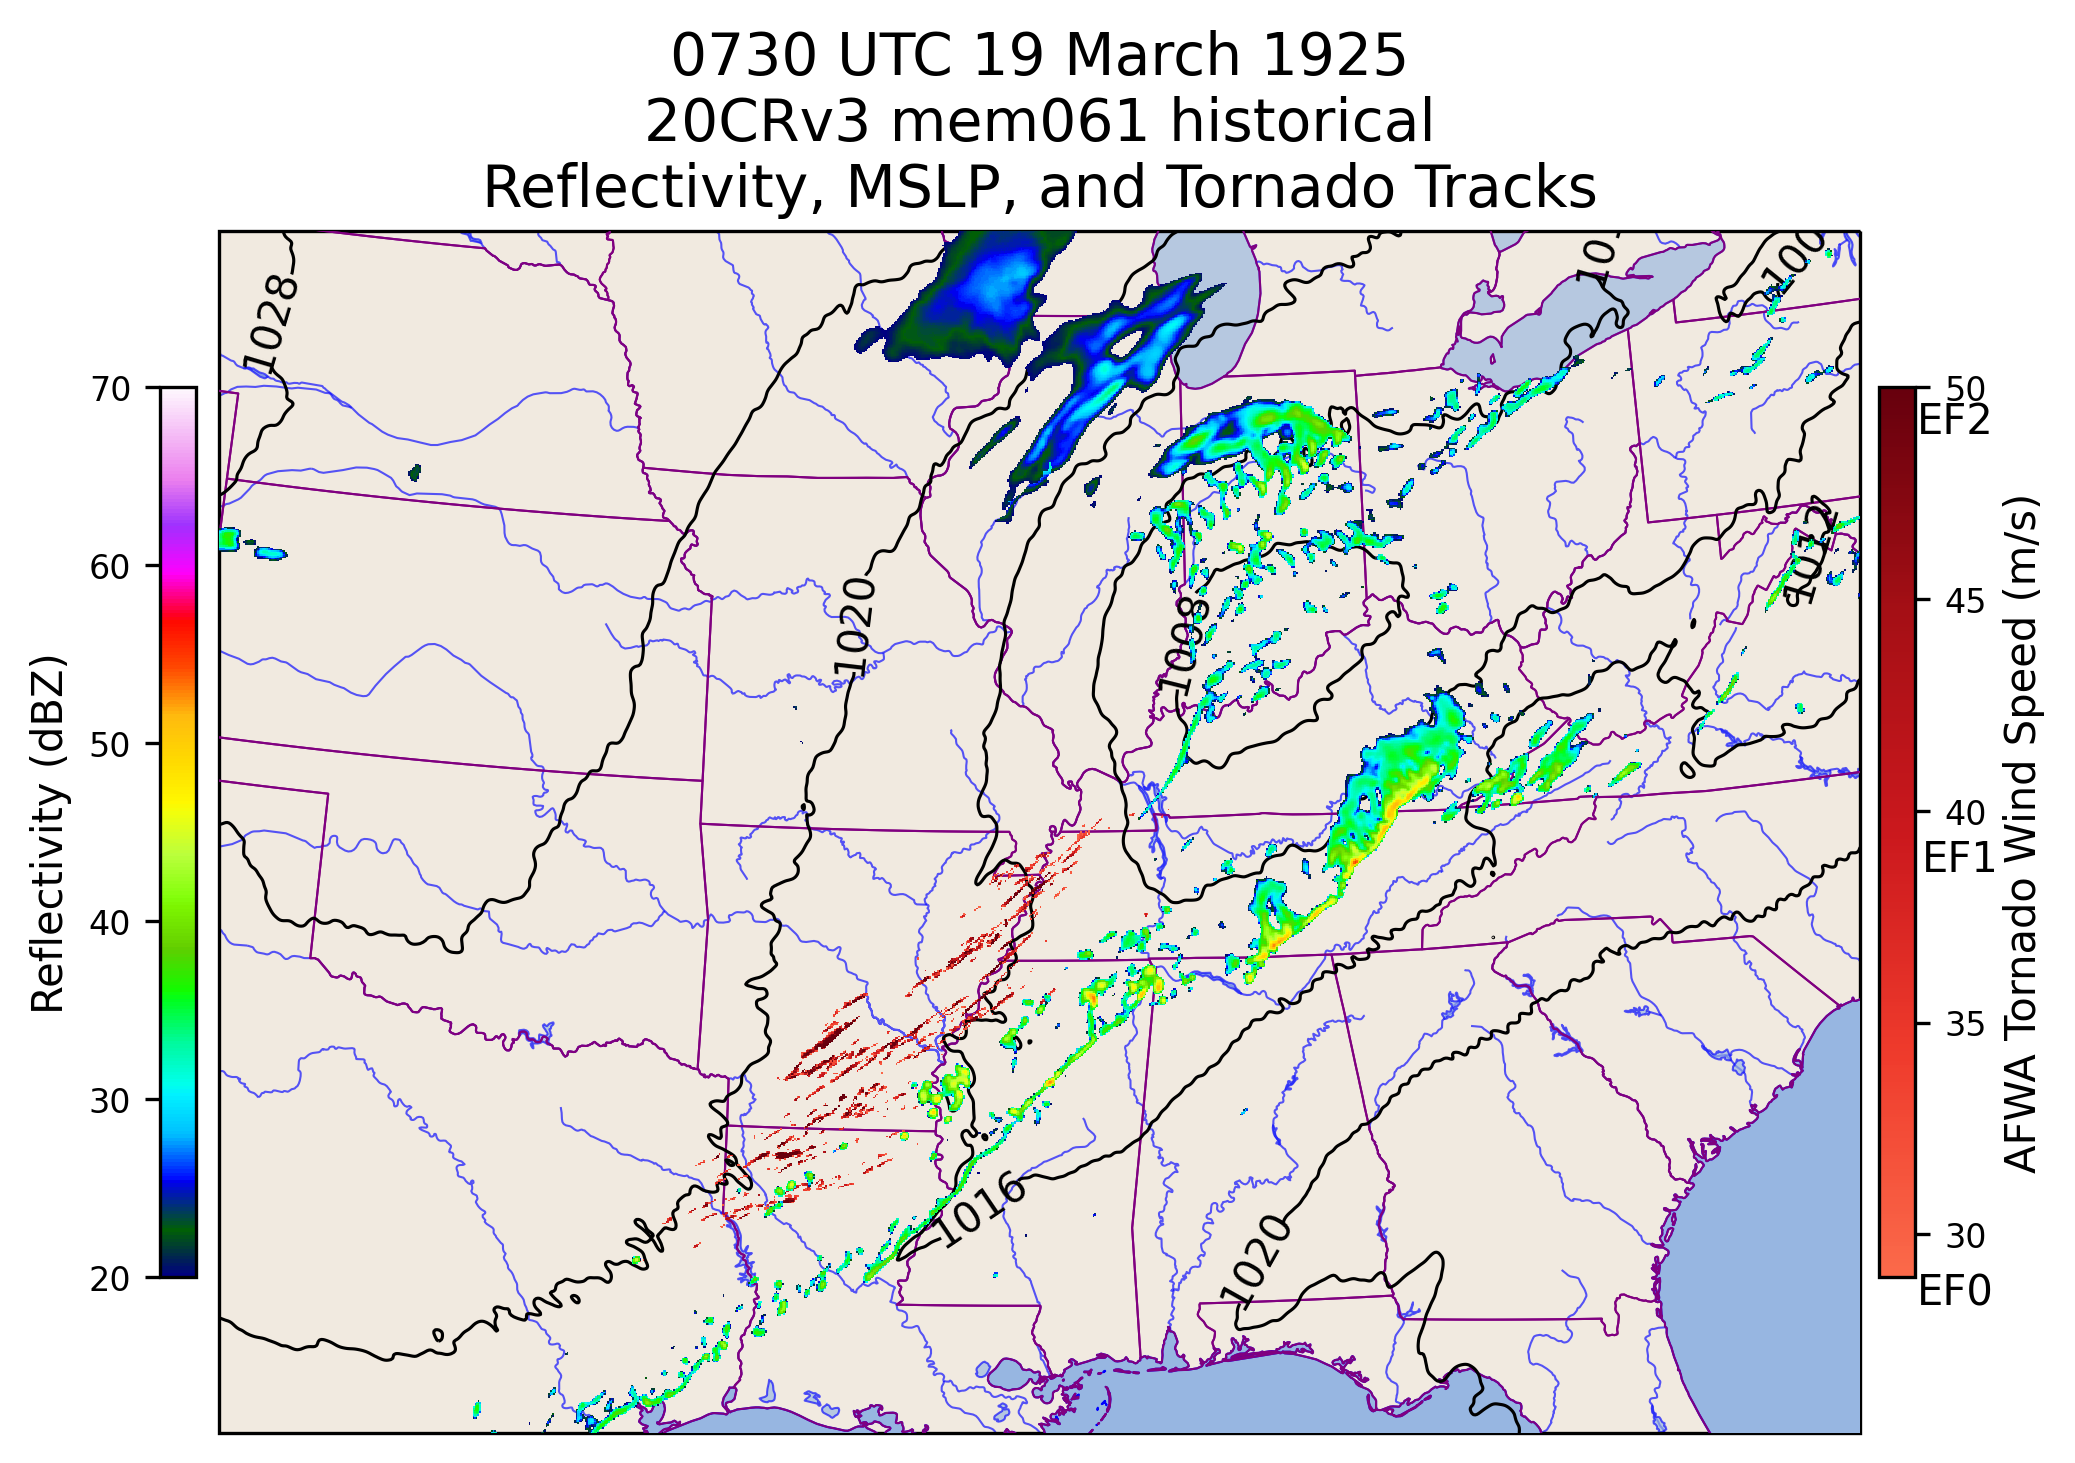 0730 UTC 19 March 1925
20CRv3 mem061 historical
Reflectivity, MSLP, and Tornado Tracks
1028
1020
1008
1012
1016
1020
Reflectivity (dBZ)
70
60
50
40
30
20
50
EF2
45
40
EF1
35
30
EF0
AFWA Tornado Wind Speed (m/s)